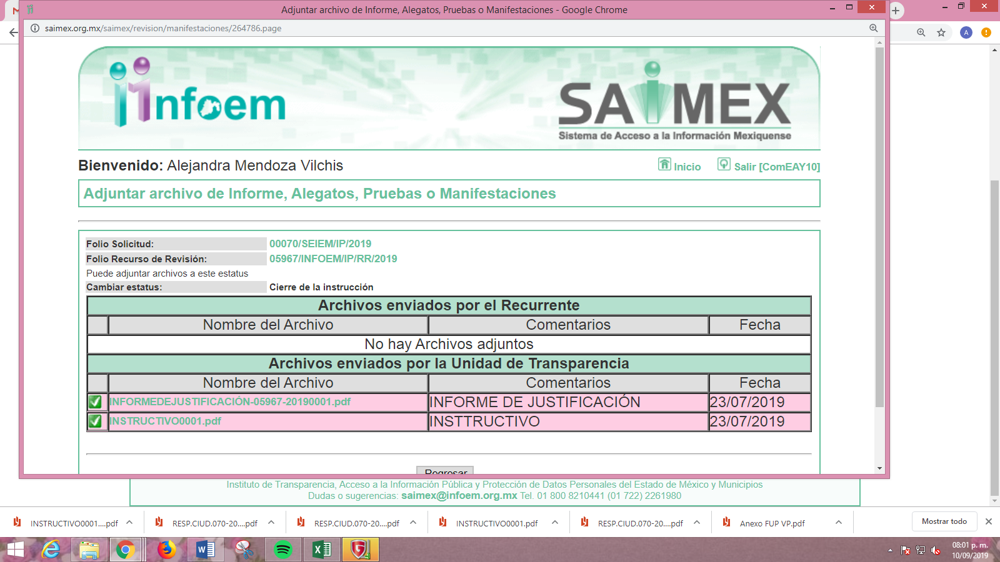 Adjuntar archivo de Informe, Alegatos, Pruebas o Manifestaciones - Google Chrome
saimex.org.mx/saimex/revision/manifestaciones/264786.page
A
infoem
SAIMEX
Sistema de Acceso a la Información Mexiquense
Bienvenido: Alejandra Mendoza Vilchis
Inicio Salir [ComEAY10]
Adjuntar archivo de Informe, Alegatos, Pruebas o Manifestaciones
Folio Solicitud: 00070/SEIEM/IP/2019
Folio Recurso de Revisión: 05967/INFOEM/IP/RR/2019
Puede adjuntar archivos a este estatus
Cambiar estatus: Cierre de la instrucción
Archivos enviados por el Recurrente
Nombre del Archivo Comentarios Fecha
No hay Archivos adjuntos
Archivos enviados por la Unidad de Transparencia
Nombre del Archivo Comentarios Fecha
INFORMEDEJUSTIFICACIÓN-05967-20190001.pdf INFORME DE JUSTIFICACIÓN 23/07/2019
INSTRUCTIVO0001.pdf INSTTRUCTIVO 23/07/2019
Regresar
Instituto de Transparencia, Acceso a la Información Pública y Protección de Datos Personales del Estado de México y Municipios
Dudas o sugerencias: saimex@infoem.org.mx Tel. 01 800 8210441 (01 722) 2261980
INSTRUCTIVO0001....pdf RESP.CIUD.070-20....pdf RESP.CIUD.070-20....pdf INSTRUCTIVO0001.pdf RESP.CIUD.070-20....pdf Anexo FUP VP.pdf Mostrar todo
08:01 p. m.
10/09/2019